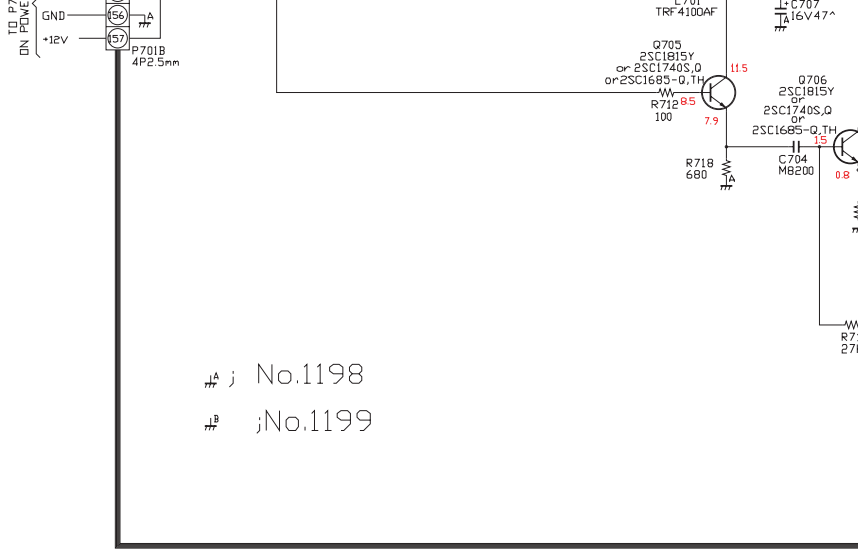 TO P7
ON POWE
GND
156
A
+12V
157
P701B
4P2.5mm
L701
TRF4100AF
+C707
16V47^
A
Q705
2SC1815Y
or 2SC1740S,Q
or2SC1685-Q,TH
11.5
R712
100
8.5
7.9
Q706
2SC1815Y
or
2SC1740S,Q
or
2SC1685-Q,TH
1.5
C704
MB200
0.8
R718
680
A
R71
27K
A ; No.1198
B ;No.1199